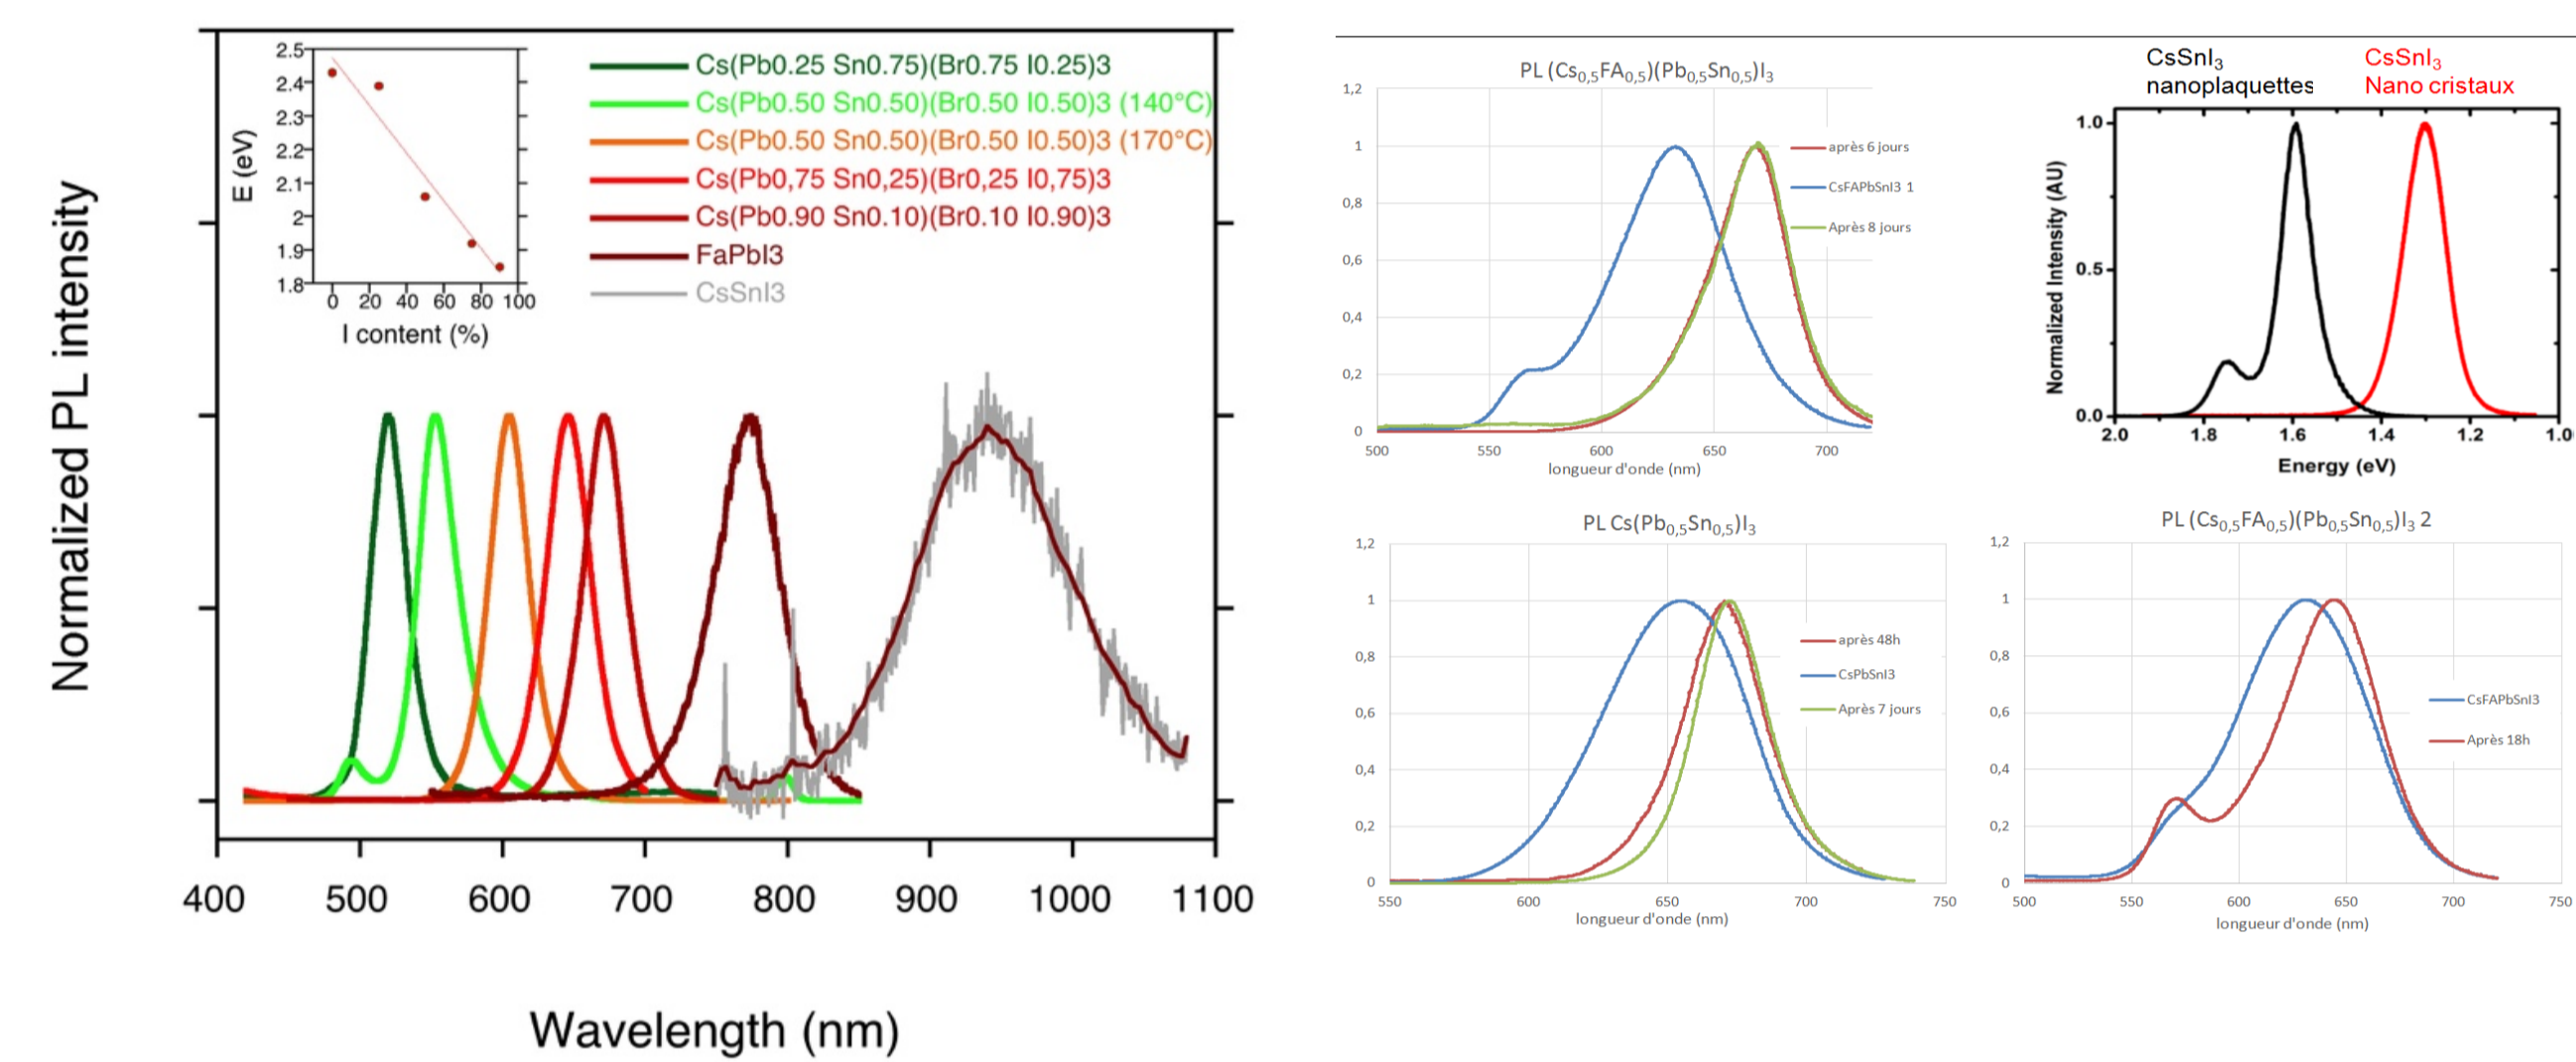 Normalized PL intensity
2.5
2.4
2.3
2.2
2.1
2
1.9
1.8
E (eV)
0 20 40 60 80 100
I content (%)
Cs(Pb0.25 Sn0.75)(Br0.75 I0.25)3
Cs(Pb0.50 Sn0.50)(Br0.50 I0.50)3 (140°C)
Cs(Pb0.50 Sn0.50)(Br0.50 I0.50)3 (170°C)
Cs(Pb0,75 Sn0,25)(Br0,25 I0,75)3
Cs(Pb0.90 Sn0.10)(Br0.10 I0.90)3
FaPbI3
CsSnI3
400 500 600 700 800 900 1000 1100
Wavelength (nm)
PL (Cs0,5FA0,5)(Pb0,5Sn0,5)I3
1,2
1
0,8
0,6
0,4
0,2
0
500 550 600 650 700
longueur d'onde (nm)
après 6 jours
CsFAPbSnI3 1
Après 8 jours
CsSnI3
nanoplaquettes
CsSnI3
Nano cristaux
Normalized Intensity (AU)
1.0
0.5
0.0
2.0 1.8 1.6 1.4 1.2 1.0
Energy (eV)
PL Cs(Pb0,5Sn0,5)I3
1,2
1
0,8
0,6
0,4
0,2
0
550 600 650 700 750
longueur d'onde (nm)
après 48h
CsPbSnI3
Après 7 jours
PL (Cs0,5FA0,5)(Pb0,5Sn0,5)I3 2
1,2
1
0,8
0,6
0,4
0,2
0
500 550 600 650 700 750
longueur d'onde (nm)
CsFAPbSnI3
Après 18h